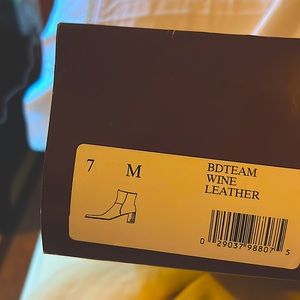 7 M
BDTEAM
WINE
LEATHER
0 29037 98807 5